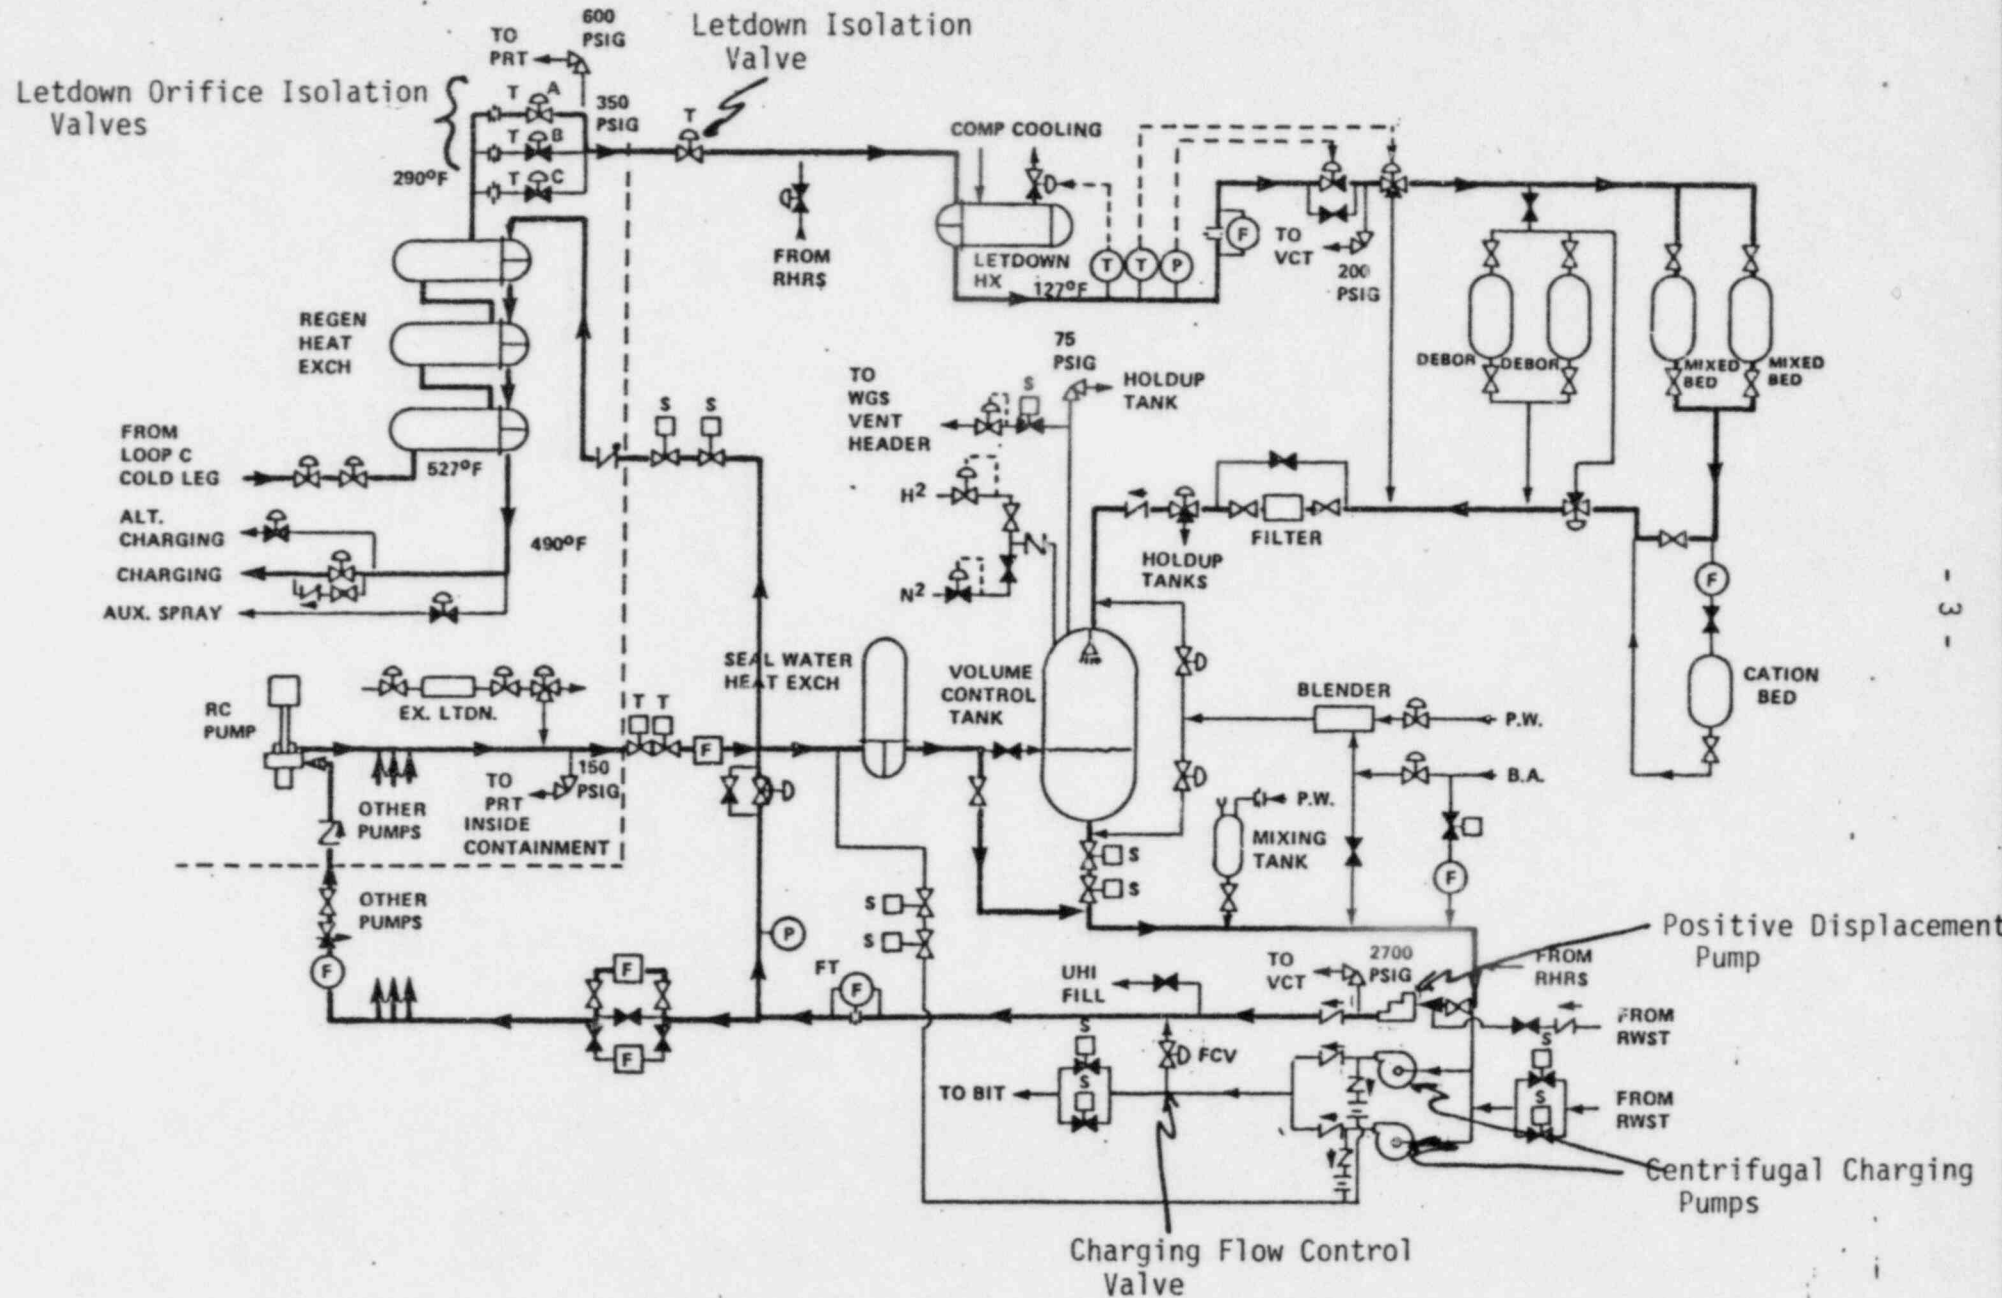 Letdown Isolation
Valve
600
PSIG
TO
PRT
Letdown Orifice Isolation
Valves
T
A
350
PSIG
T
B
T
C
T
290°F
COMP COOLING
FROM
RHRS
LETDOWN
HX
127°F
T
T
P
F
TO
VCT
200
PSIG
DEBOR
DEBOR
MIXED
BED
MIXED
BED
REGEN
HEAT
EXCH
75
PSIG
HOLDUP
TANK
TO
WGS
VENT
HEADER
S
S
S
FROM
LOOP C
COLD LEG
527°F
H2
N2
ALT.
CHARGING
490°F
CHARGING
AUX. SPRAY
FILTER
HOLDUP
TANKS
F
- 3 -
CATION
BED
SEAL WATER
HEAT EXCH
VOLUME
CONTROL
TANK
BLENDER
P.W.
B.A.
RC
PUMP
EX. LTDN.
T
T
F
150
PSIG
TO
PRT
INSIDE
CONTAINMENT
OTHER
PUMPS
P.W.
MIXING
TANK
F
S
S
OTHER
PUMPS
S
S
F
P
F
F
FT
F
UHI
FILL
TO
VCT
2700
PSIG
Positive Displacement
Pump
FROM
RHRS
FROM
RWST
S
S
FCV
TO BIT
S
S
FROM
RWST
Centrifugal Charging
Pumps
Charging Flow Control
Valve